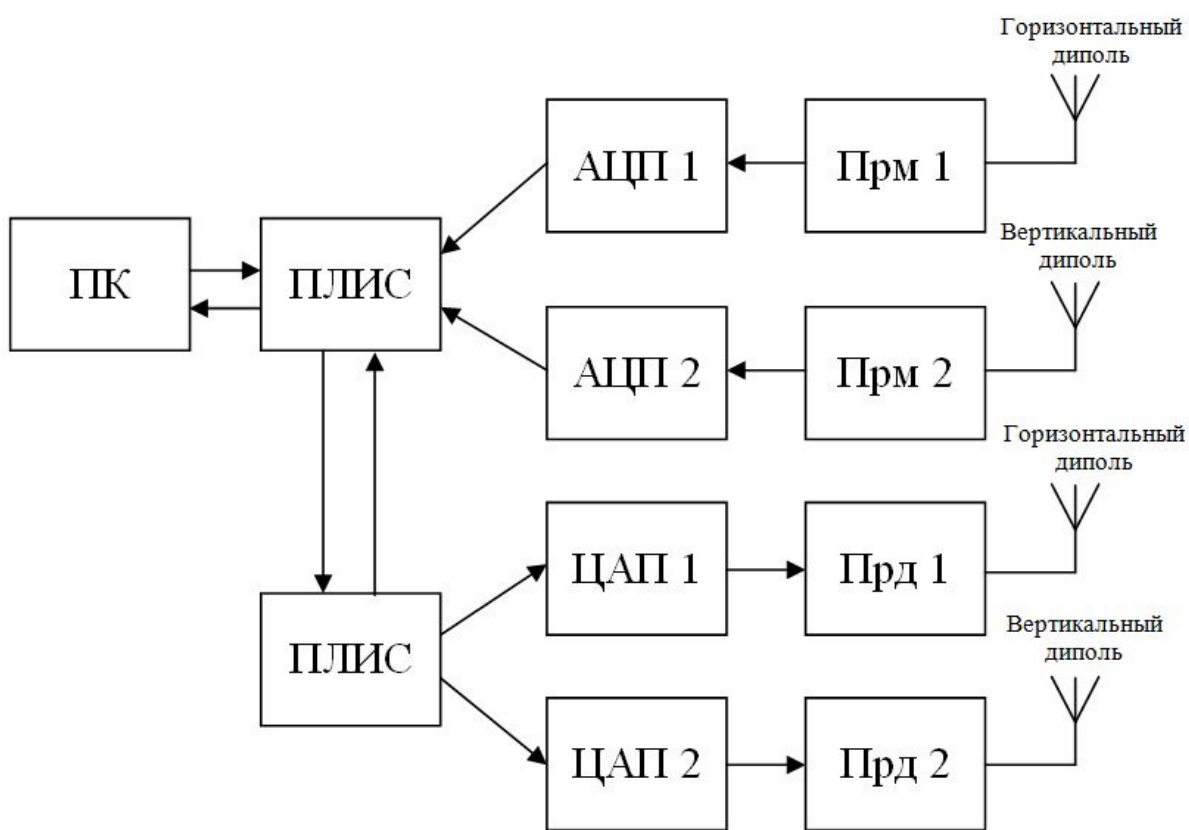 Горизонтальный
диполь
АЦП 1
Прм 1
Вертикальный
диполь
ПК
ПЛИС
АЦП 2
Прм 2
Горизонтальный
диполь
ЦАП 1
Прд 1
Вертикальный
диполь
ПЛИС
ЦАП 2
Прд 2